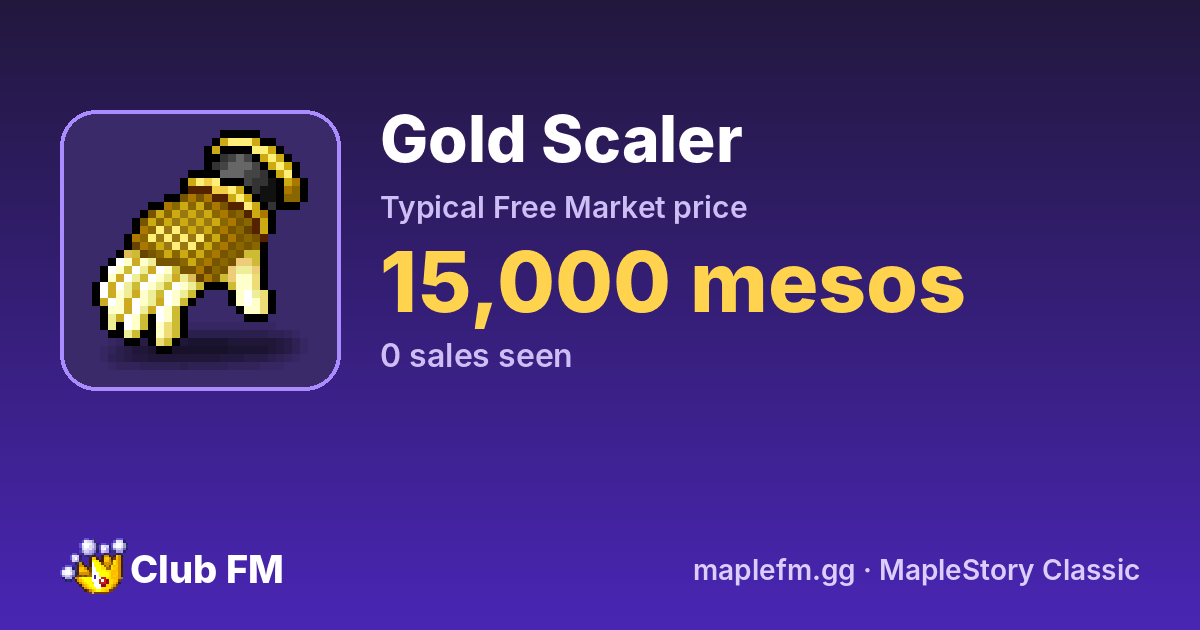 Gold Scaler
Typical Free Market price
15,000 mesos
0 sales seen
Club FM
maplefm.gg · MapleStory Classic